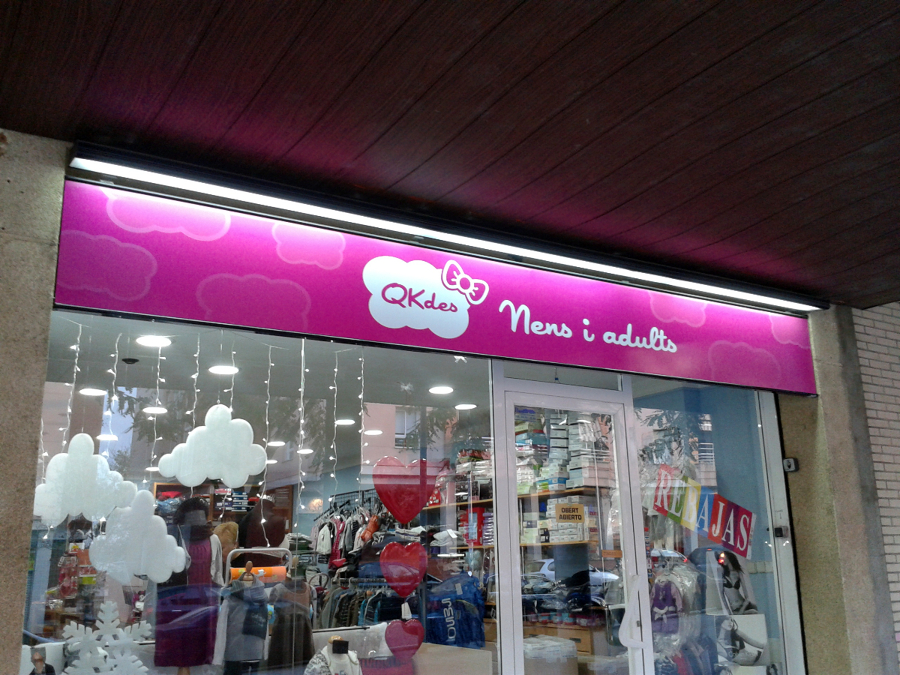 QKdes
Nens i adults
OBERT
ABIERTO
REBAJAS